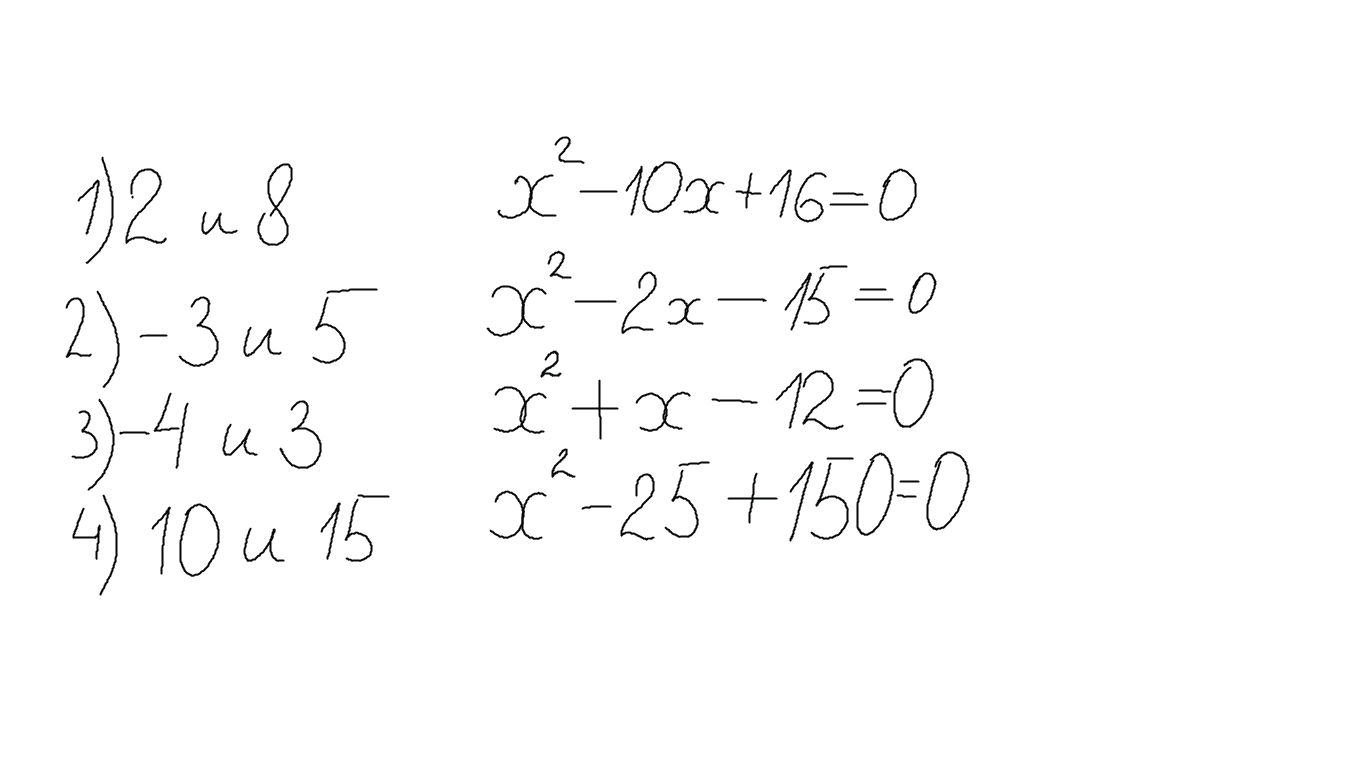 1) 2 и 8 x² - 10x + 16 = 0
2) - 3 и 5 x² - 2x - 15 = 0
3) - 4 и 3 x² + x - 12 = 0
4) 10 и 15 x² - 25 + 150 = 0